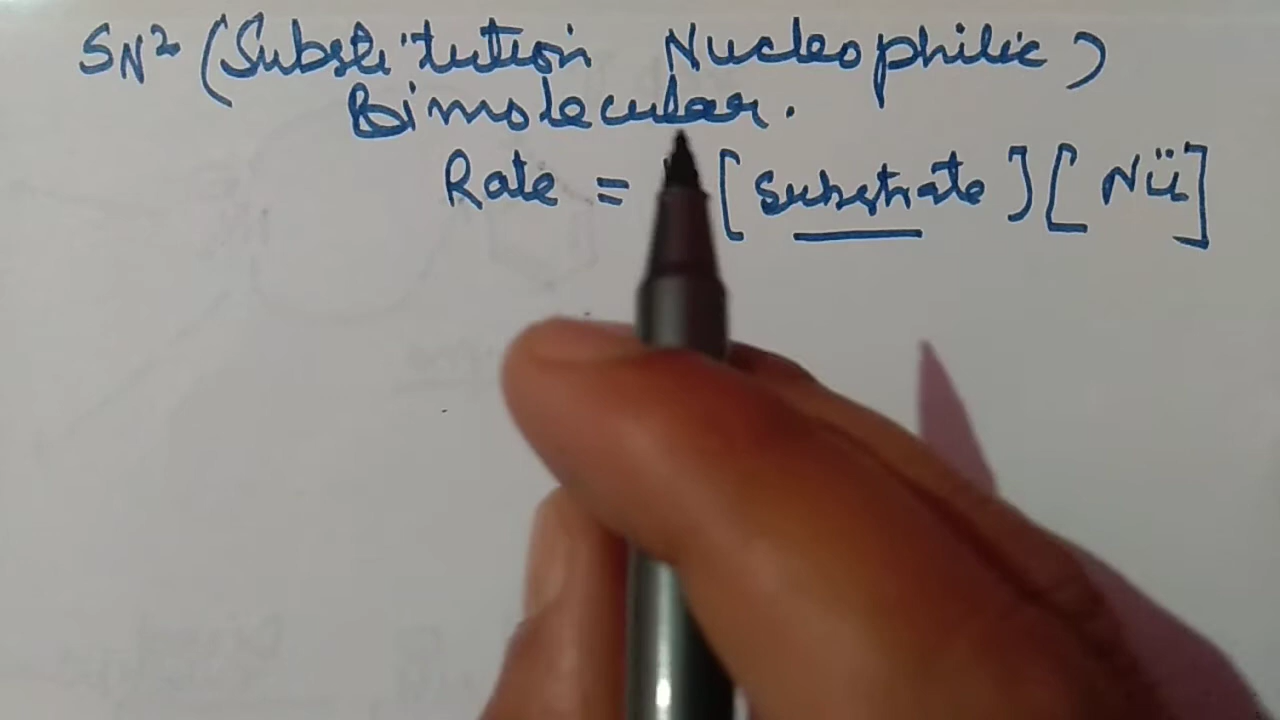 SN² (Substitution Nucleophilic)
Bimolecular.
Rate = [Substrate][Nü]